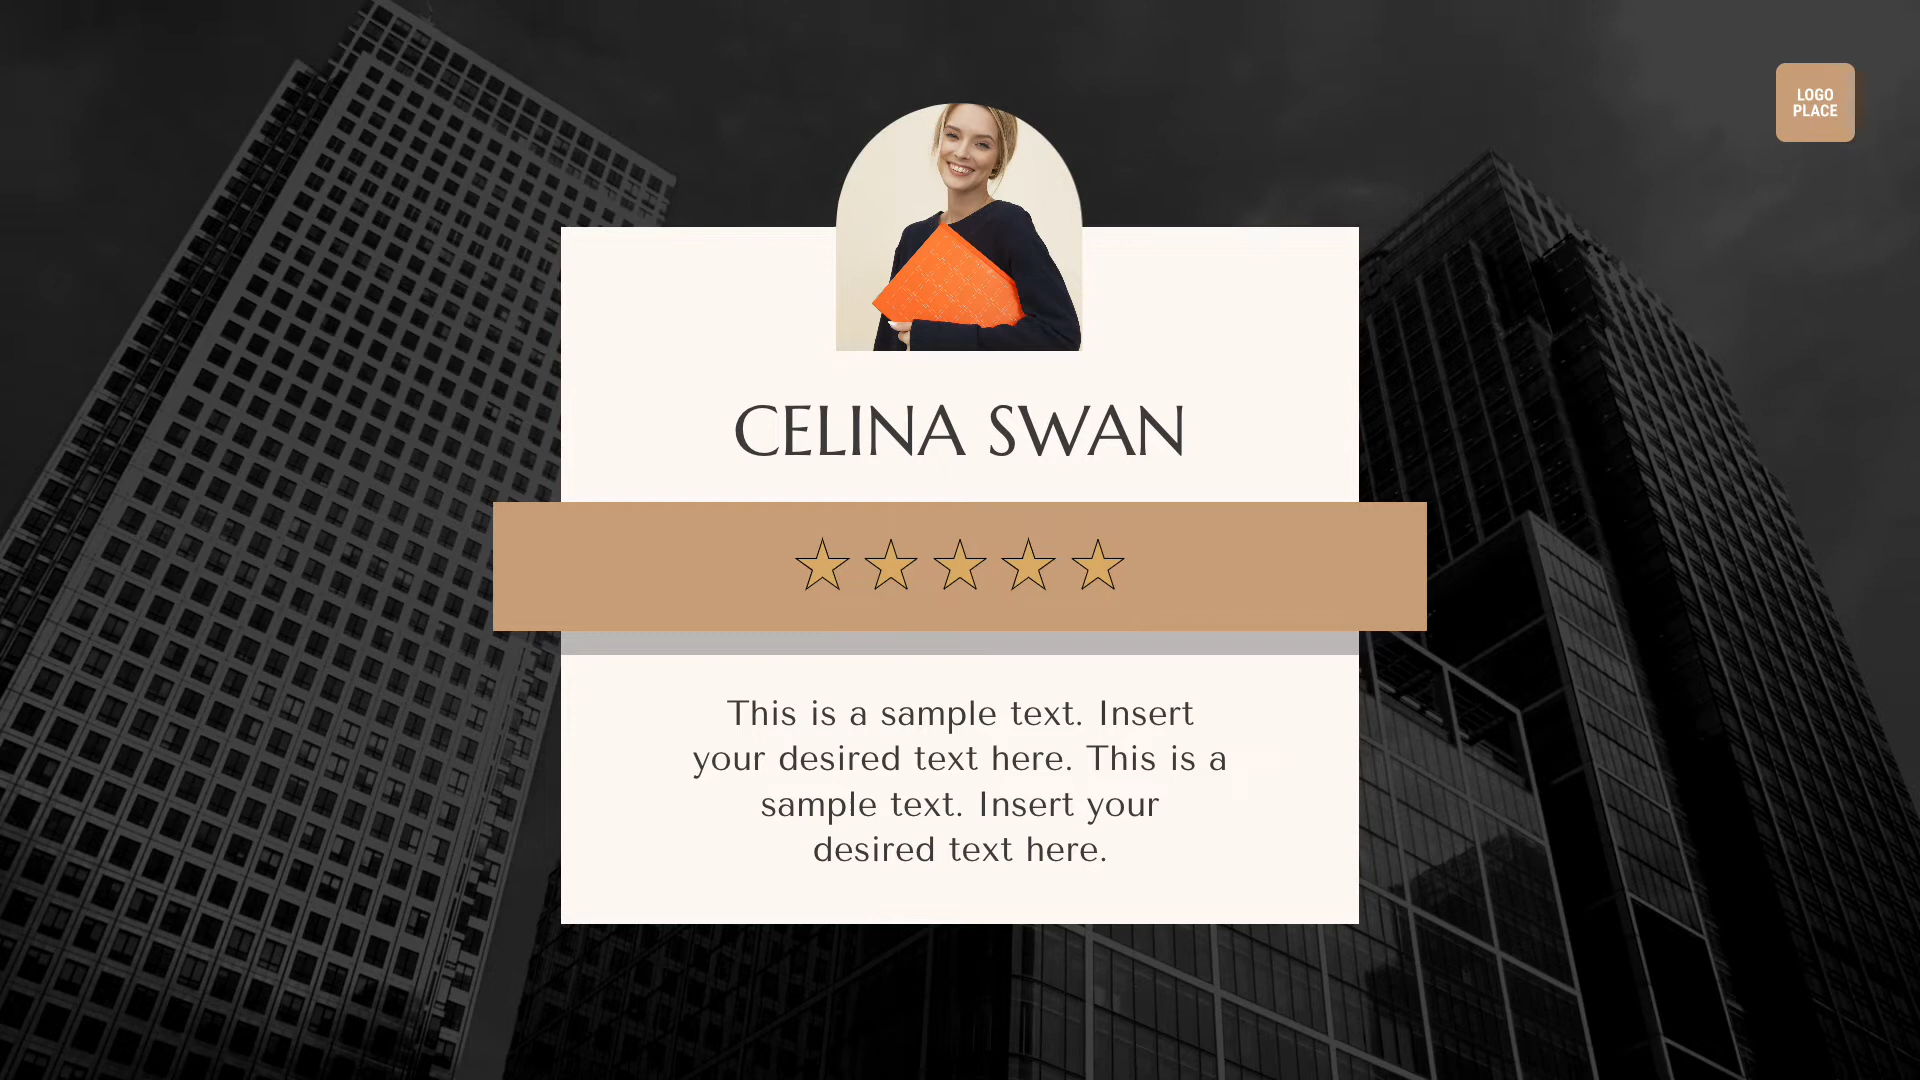 LOGO
PLACE
CELINA SWAN
This is a sample text. Insert
your desired text here. This is a
sample text. Insert your
desired text here.